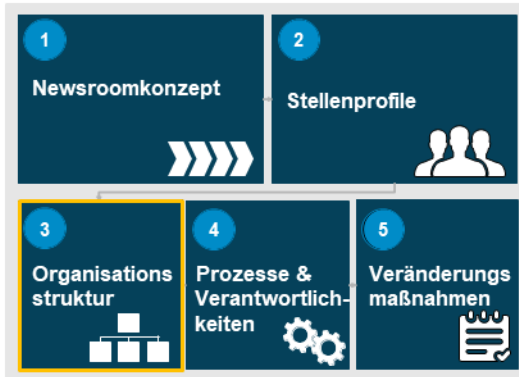 1
Newsroomkonzept
2
Stellenprofile
3
Organisations
struktur
4
Prozesse &
Verantwortlich-
keiten
5
Veränderungs
maßnahmen